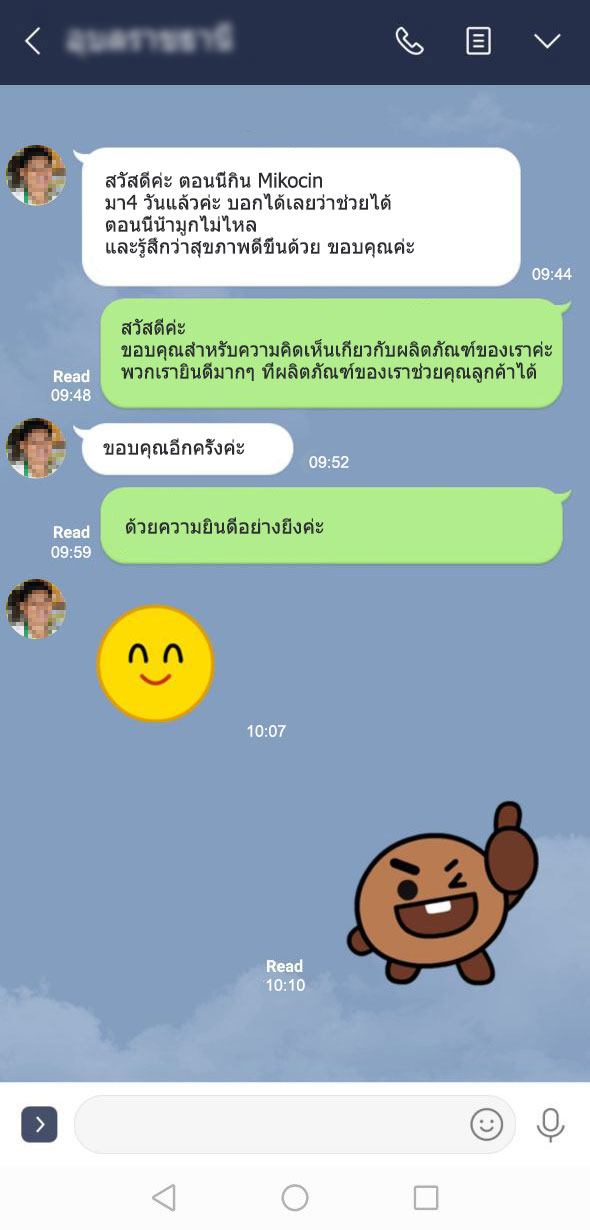 สวัสดีค่ะ ตอนนี้กิน Mikocin
มา4 วันแล้วค่ะ บอกได้เลยว่าช่วยได้
ตอนนี้น้ำมูกไม่ไหล
และรู้สึกว่าสุขภาพดีขึ้นด้วย ขอบคุณค่ะ
09:44
สวัสดีค่ะ
ขอบคุณสำหรับความคิดเห็นเกี่ยวกับผลิตภัณฑ์ของเราค่ะ
พวกเรายินดีมากๆ ที่ผลิตภัณฑ์ของเราช่วยคุณลูกค้าได้
Read
09:48
ขอบคุณอีกครั้งค่ะ
09:52
ด้วยความยินดีอย่างยิ่งค่ะ
Read
09:59
10:07
Read
10:10